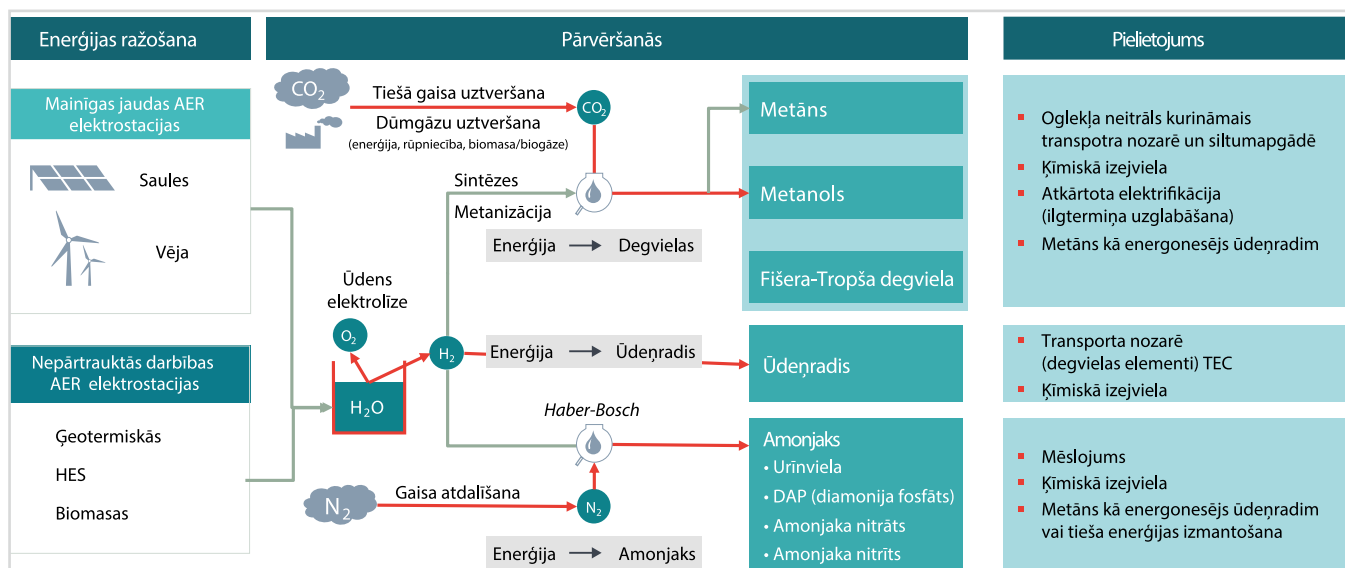 Enerģijas ražošana
Mainīgas jaudas AER
elektrostacijas
Saules
Vēja
Nepārtrauktās darbības
AER elektrostacijas
Ģeotermiskās
HES
Biomasas
Pārvēršanās
CO2
Tiešā gaisa uztveršana
CO2
Dūmgāzu uztveršana
(enerģija, rūpniecība, biomasa/biogāze)
Sintēzes
Metanizācija
Enerģija
Degvielas
Ūdens
elektrolīze
O2
H2
H2O
Enerģija
Ūdeņradis
Haber-Bosch
Gaisa atdalīšana
N2
N2
Enerģija
Amonjaks
Metāns
Metanols
Fišera-Tropša degviela
Ūdeņradis
Amonjaks
• Urīnviela
• DAP (diamonija fosfāts)
• Amonjaka nitrāts
• Amonjaka nitrīts
Pielietojums
Oglekļa neitrāls kurināmais
transpotra nozarē un siltumapgādē
Ķīmiskā izejviela
Atkārtota elektrifikācija
(ilgtermiņa uzglabāšana)
Metāns kā energonesējs ūdeņradim
Transporta nozarē
(degvielas elementi) TEC
Ķīmiskā izejviela
Mēslojums
Ķīmiskā izejviela
Metāns kā energonesējs ūdeņradim
vai tieša enerģijas izmantošana